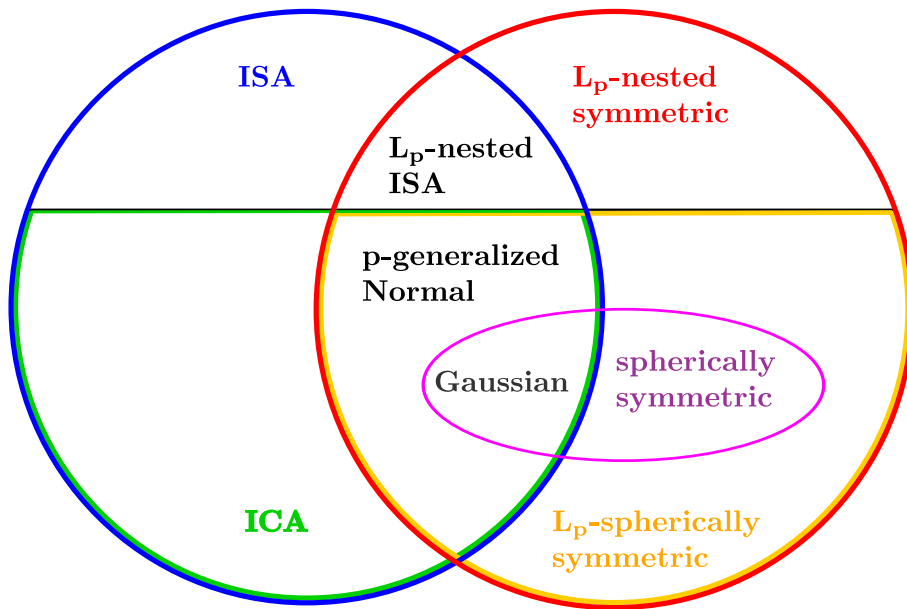 ISA
Lp-nested
symmetric
Lp-nested
ISA
p-generalized
Normal
Gaussian
spherically
symmetric
ICA
Lp-spherically
symmetric